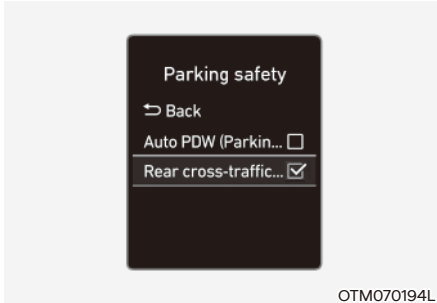 Parking safety
Back
Auto PDW (Parkin...
Rear cross-traffic...
OTM070194L